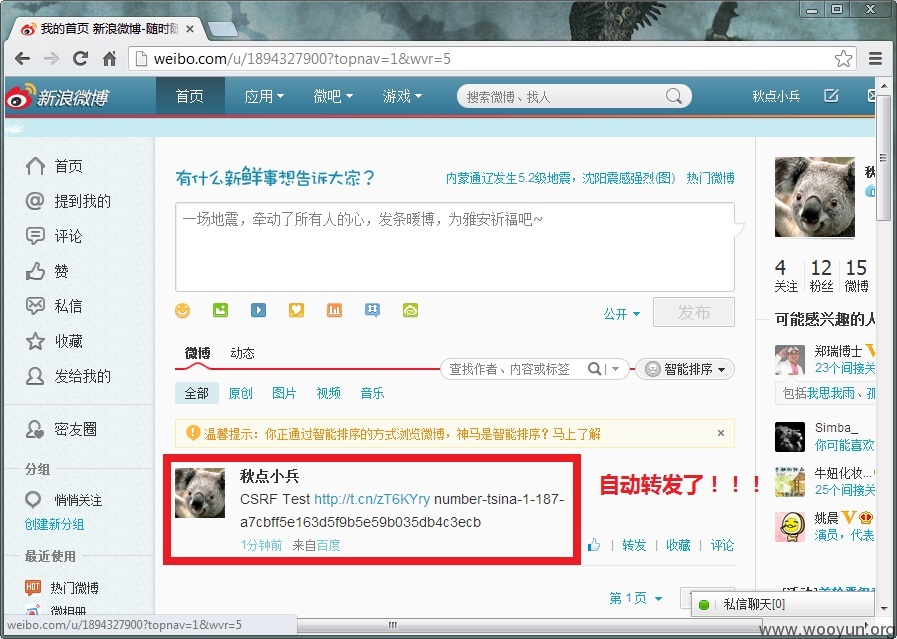 我的首页 新浪微博-随时随
weibo.com/u/1894327900?topnav=1&wvr=5
新浪微博
首页
应用
微吧
游戏
搜索微博、找人
秋点小兵
首页
提到我的
评论
赞
私信
收藏
发给我的
密友圈
分组
悄悄关注
创建新分组
最近使用
HOT 热门微博
微相册
有什么新鲜事想告诉大家?
内蒙通辽发生5.2级地震，沈阳震感强烈(图)
热门微博
一场地震，牵动了所有人的心，发条暖博，为雅安祈福吧~
公开
发布
微博
动态
查找作者、内容或标签
智能排序
全部
原创
图片
视频
音乐
温馨提示：你正通过智能排序的方式浏览微博，神马是智能排序？马上了解
秋点小兵
CSRF Test http://t.cn/zT6KYry number-tsina-1-187-
a7cbff5e163d5f9b5e59b035db4c3ecb
1分钟前 来自百度
自动转发了！！！
转发
收藏
评论
第 1 页
4
12
15
关注
粉丝
微博
可能感兴趣的人
郑瑞博士
23个间接关
包括我思我雨、孤
Simba_
你可能喜欢
牛妞化妆...
25个间接关
姚晨
演员，代表
私信聊天[0]
weibo.com/u/1894327900?topnav=1&wvr=5
www.wooyun.org